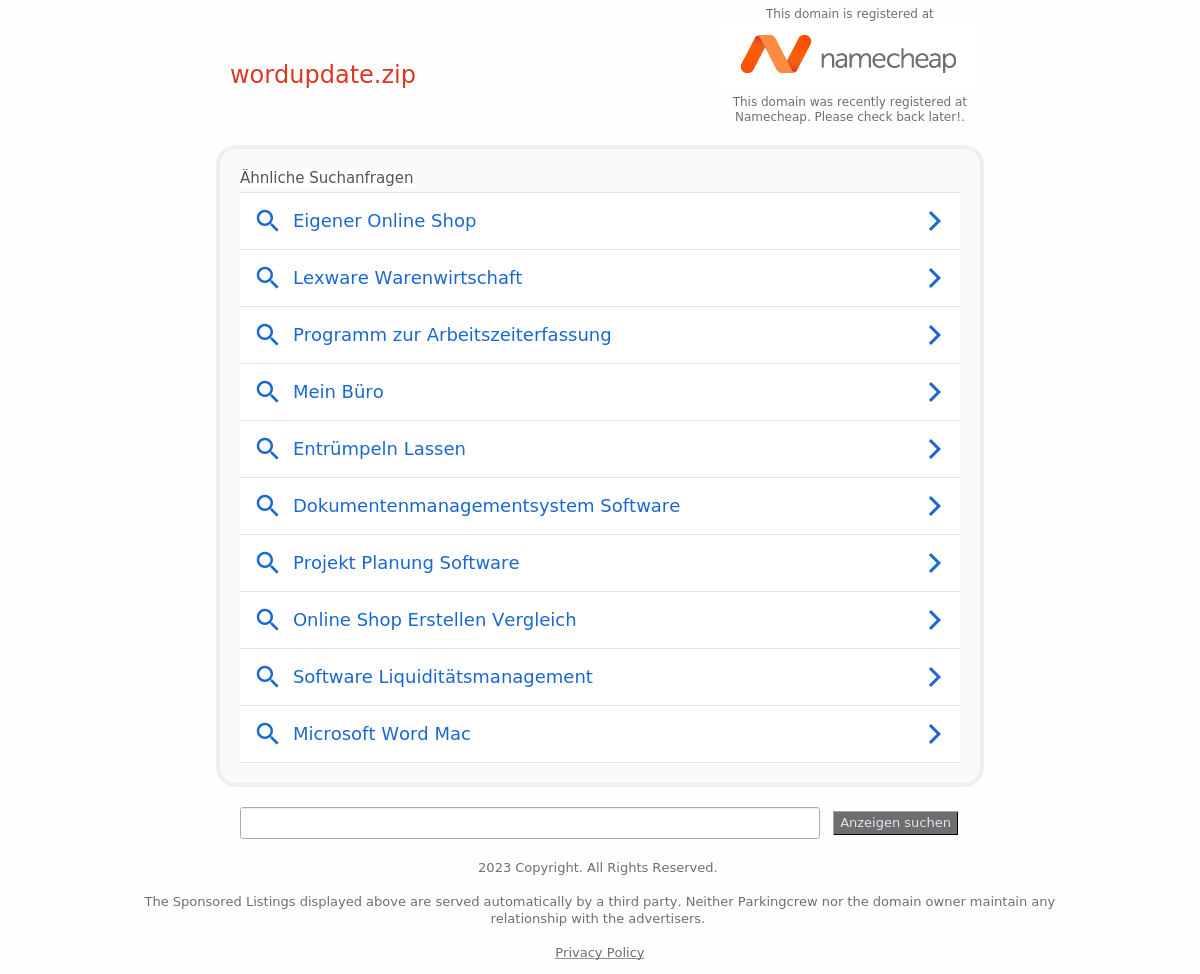 This domain is registered at
namecheap
wordupdate.zip
This domain was recently registered at
Namecheap. Please check back later!.
Ähnliche Suchanfragen
Eigener Online Shop
Lexware Warenwirtschaft
Programm zur Arbeitszeiterfassung
Mein Büro
Entrümpeln Lassen
Dokumentenmanagementsystem Software
Projekt Planung Software
Online Shop Erstellen Vergleich
Software Liquiditätsmanagement
Microsoft Word Mac
Anzeigen suchen
2023 Copyright. All Rights Reserved.
The Sponsored Listings displayed above are served automatically by a third party. Neither Parkingcrew nor the domain owner maintain any
relationship with the advertisers.
Privacy Policy